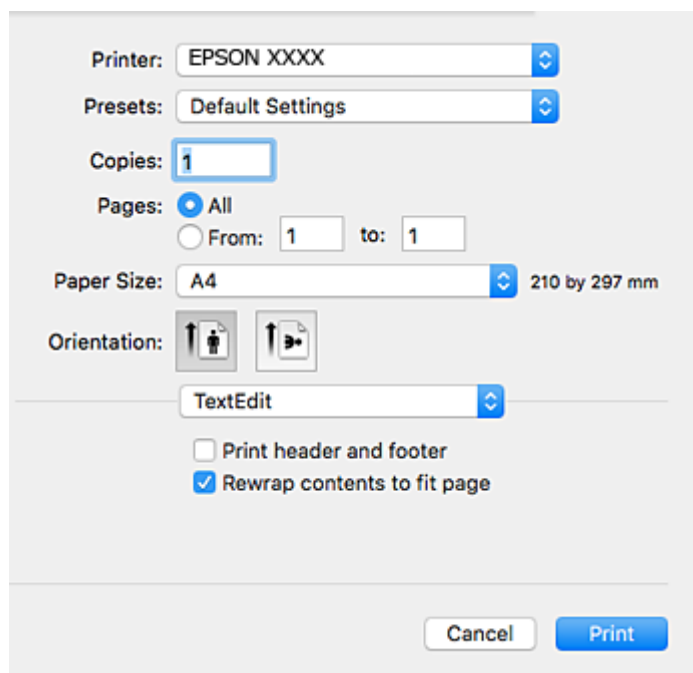 Printer: EPSON XXXX
Presets: Default Settings
Copies: 1
Pages: All
From: 1 to: 1
Paper Size: A4 210 by 297 mm
Orientation:
TextEdit
Print header and footer
Rewrap contents to fit page
Cancel Print